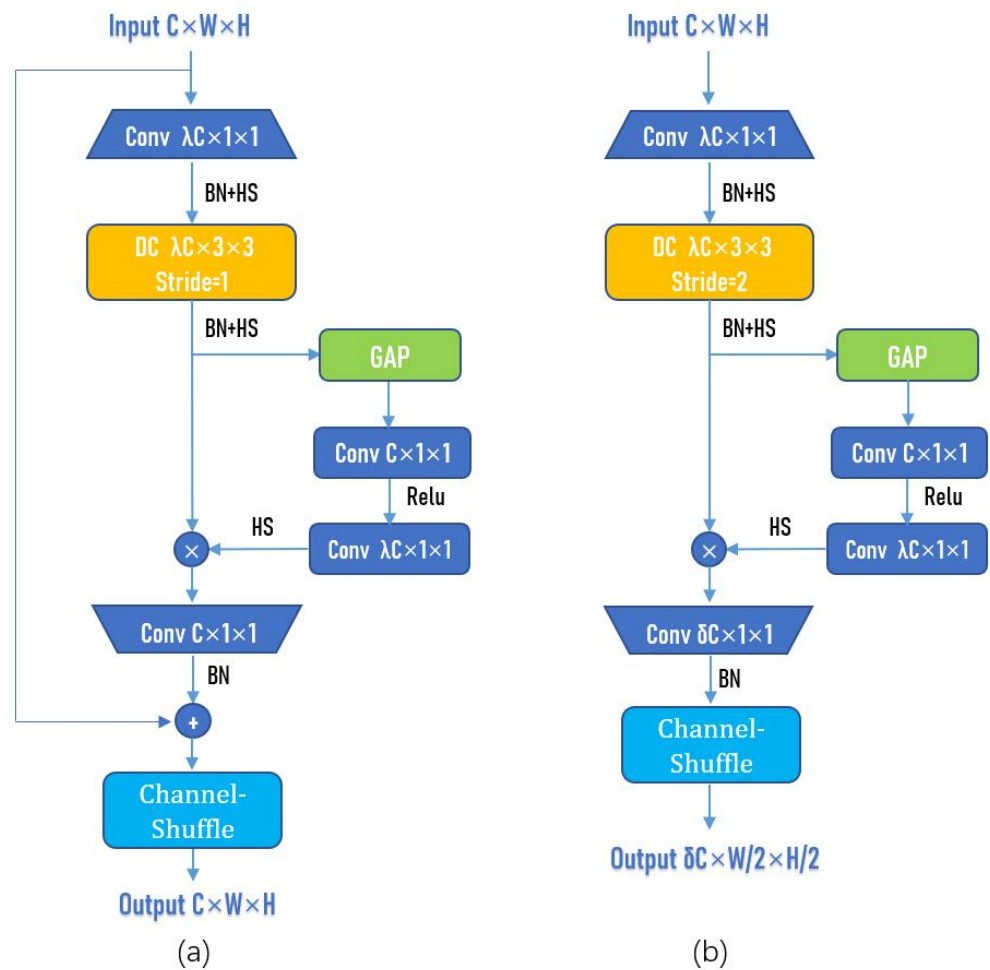 Input C×W×H
Conv λC×1×1
BN+HS
DC λC×3×3
Stride=1
BN+HS
GAP
Conv C×1×1
Relu
HS
Conv λC×1×1
×
Conv C×1×1
BN
+
Channel-
Shuffle
Output C×W×H
(a)
Input C×W×H
Conv λC×1×1
BN+HS
DC λC×3×3
Stride=2
BN+HS
GAP
Conv C×1×1
Relu
HS
Conv λC×1×1
×
Conv δC×1×1
BN
Channel-
Shuffle
Output δC×W/2×H/2
(b)